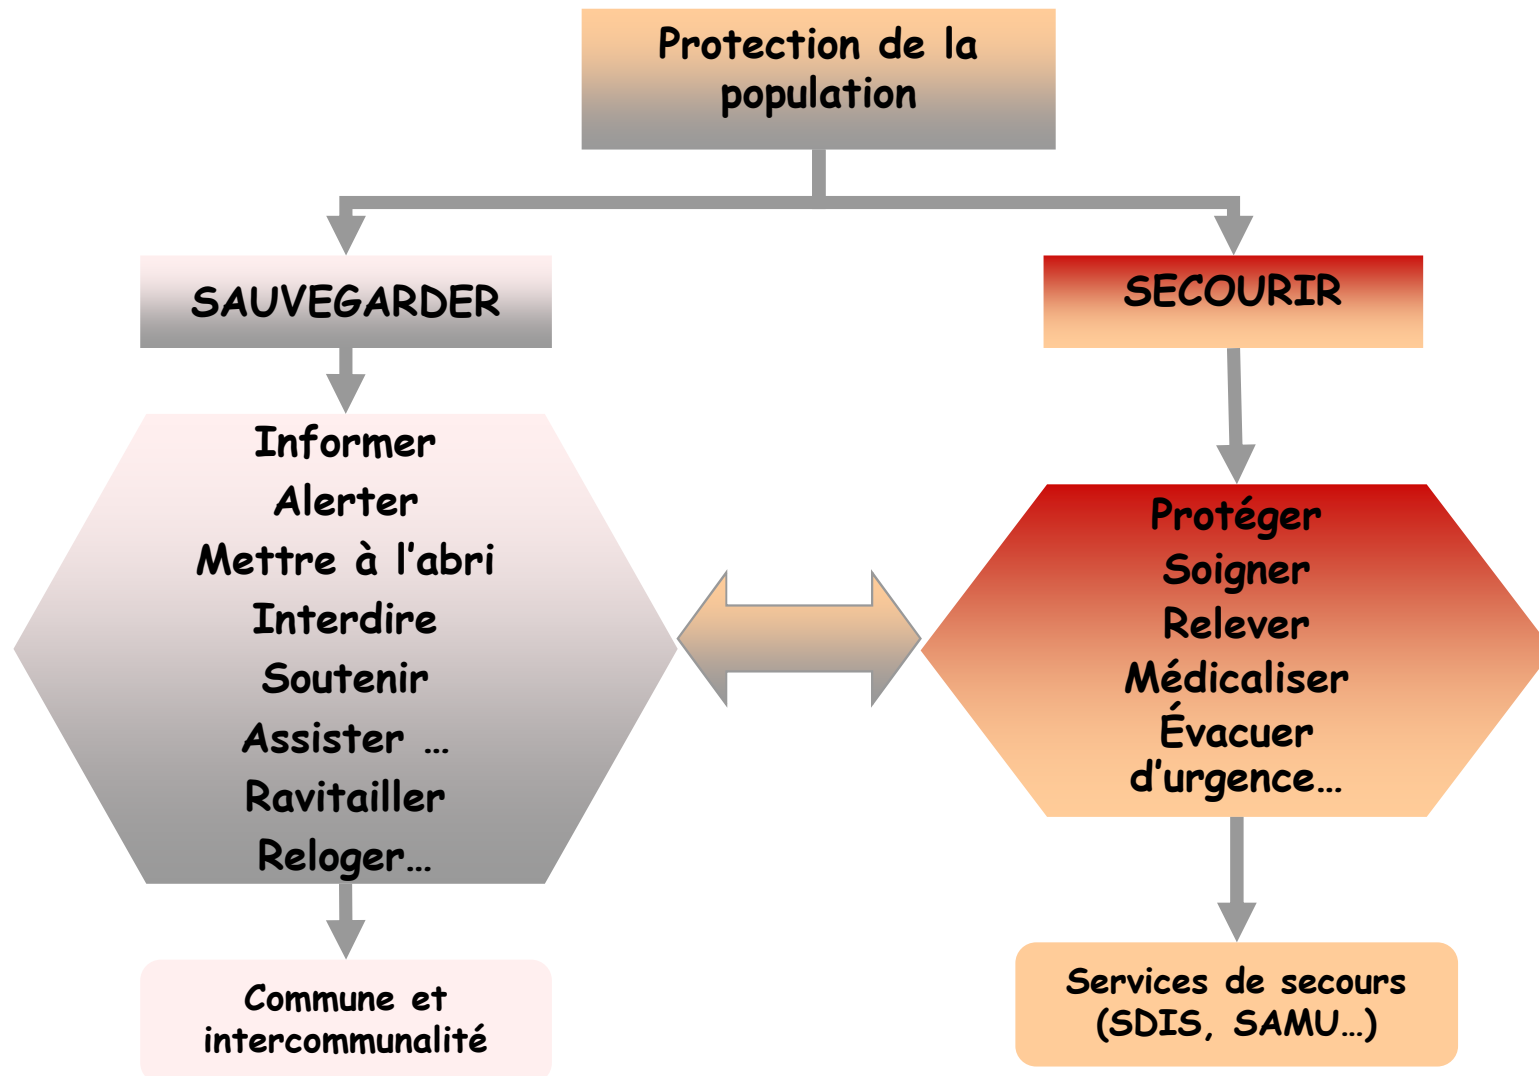 Protection de la
population
SAUVEGARDER
SECOURIR
Informer
Alerter
Mettre à l'abri
Interdire
Soutenir
Assister …
Ravitailler
Reloger…
Protéger
Soigner
Relever
Médicaliser
Évacuer
d'urgence…
Commune et
intercommunalité
Services de secours
(SDIS, SAMU…)